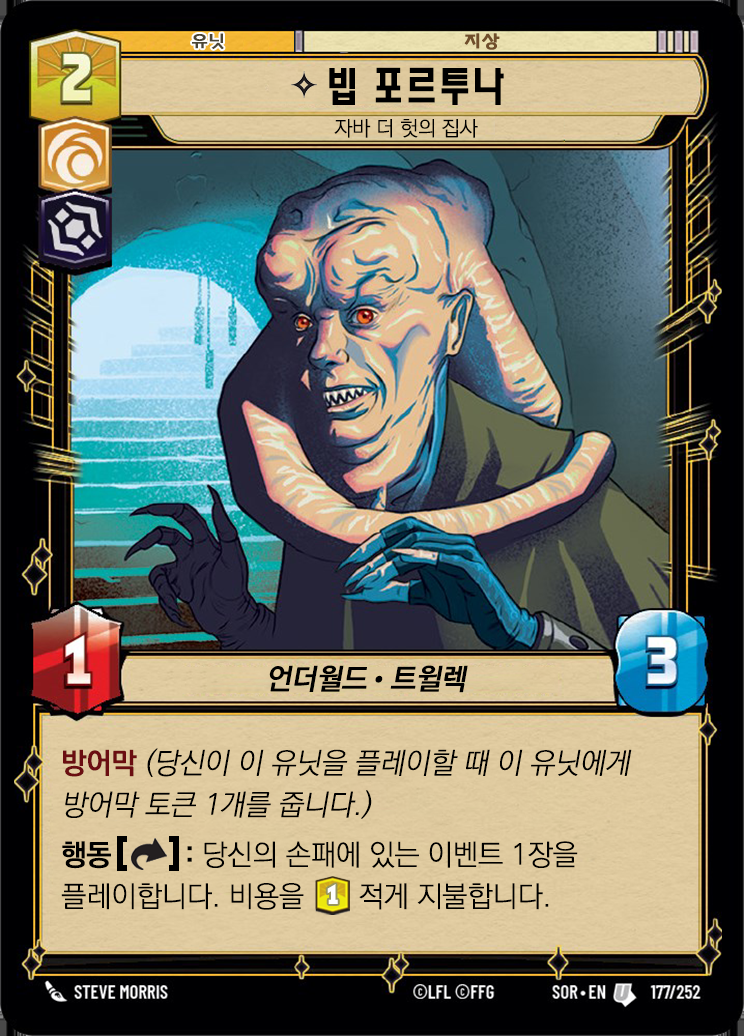 유닛
지상
2
빕 포르투나
자바 더 헛의 집사
1
3
언더월드 • 트윌렉
방어막 (당신이 이 유닛을 플레이할 때 이 유닛에게
방어막 토큰 1개를 줍니다.)
행동[]: 당신의 손패에 있는 이벤트 1장을
플레이합니다. 비용을 1 적게 지불합니다.
STEVE MORRIS
©LFL ©FFG
SOR • EN U 177/252